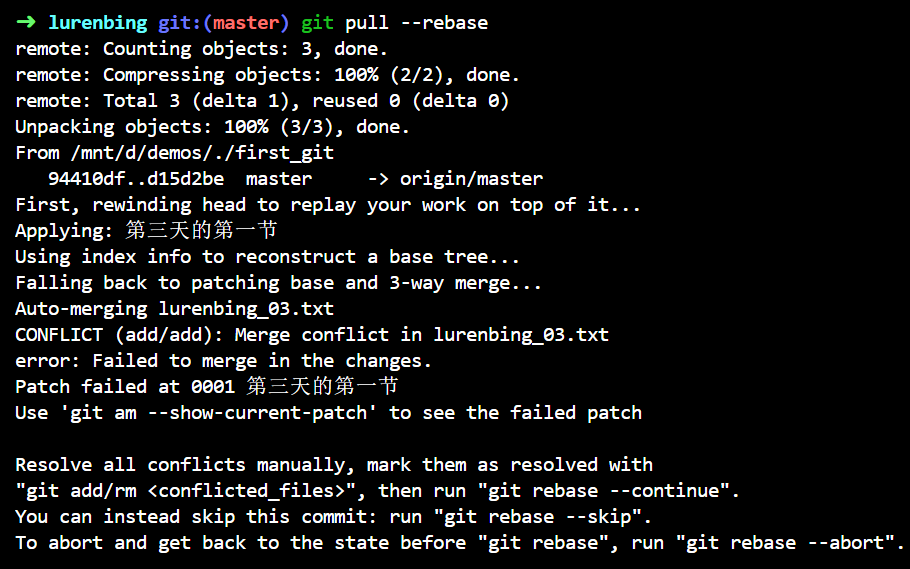 ➜ lurenbing git:(master) git pull --rebase
remote: Counting objects: 3, done.
remote: Compressing objects: 100% (2/2), done.
remote: Total 3 (delta 1), reused 0 (delta 0)
Unpacking objects: 100% (3/3), done.
From /mnt/d/demos/./first_git
   94410df..d15d2be  master     -> origin/master
First, rewinding head to replay your work on top of it...
Applying: 第三天的第一节
Using index info to reconstruct a base tree...
Falling back to patching base and 3-way merge...
Auto-merging lurenbing_03.txt
CONFLICT (add/add): Merge conflict in lurenbing_03.txt
error: Failed to merge in the changes.
Patch failed at 0001 第三天的第一节
Use 'git am --show-current-patch' to see the failed patch

Resolve all conflicts manually, mark them as resolved with
"git add/rm <conflicted_files>", then run "git rebase --continue".
You can instead skip this commit: run "git rebase --skip".
To abort and get back to the state before "git rebase", run "git rebase --abort".